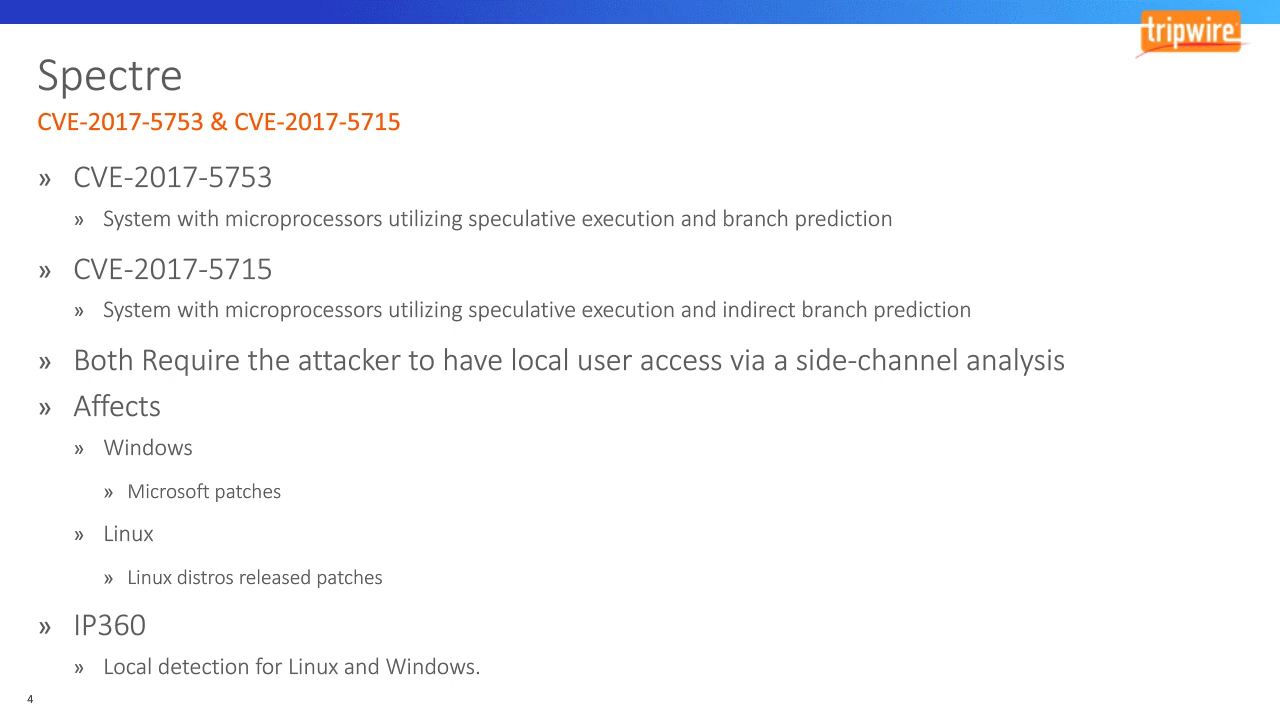 tripwire
Spectre
CVE-2017-5753 & CVE-2017-5715
» CVE-2017-5753
» System with microprocessors utilizing speculative execution and branch prediction
» CVE-2017-5715
» System with microprocessors utilizing speculative execution and indirect branch prediction
» Both Require the attacker to have local user access via a side-channel analysis
» Affects
» Windows
» Microsoft patches
» Linux
» Linux distros released patches
» IP360
» Local detection for Linux and Windows.
4